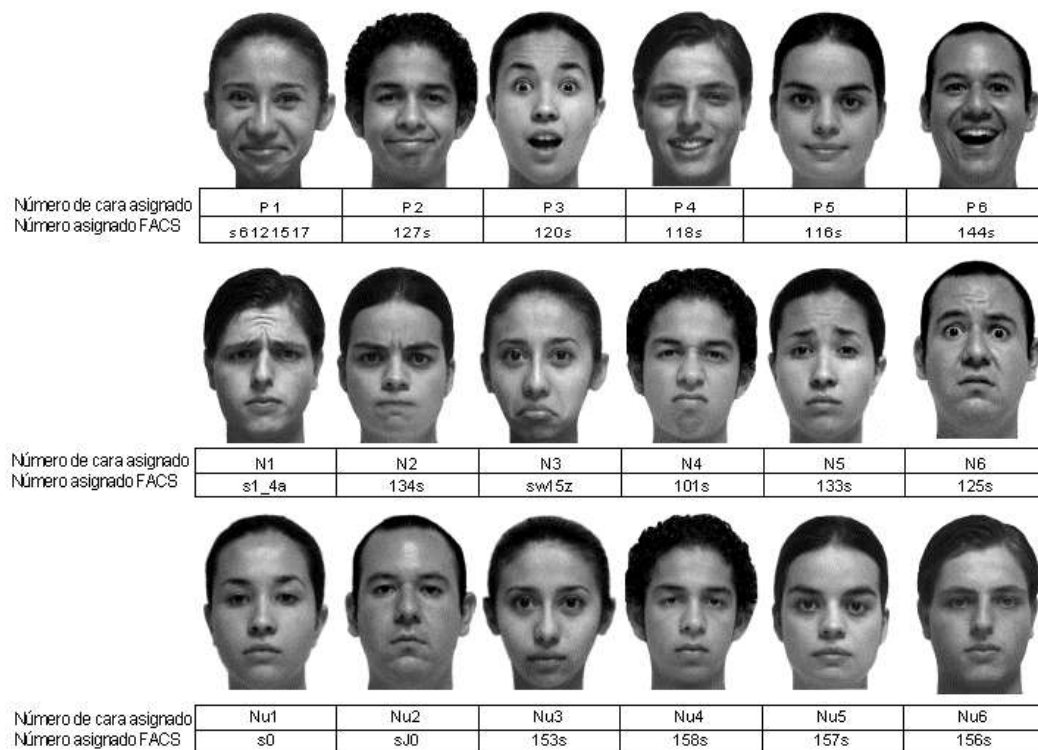 Número de cara asignado P1 P2 P3 P4 P5 P6
Número asignado FACS s6121517 127s 120s 118s 116s 144s
Número de cara asignado N1 N2 N3 N4 N5 N6
Número asignado FACS s1_4a 134s swl5z 101s 133s 125s
Número de cara asignado Nu1 Nu2 Nu3 Nu4 Nu5 Nu6
Número asignado FACS s0 sJ0 153s 158s 157s 156s